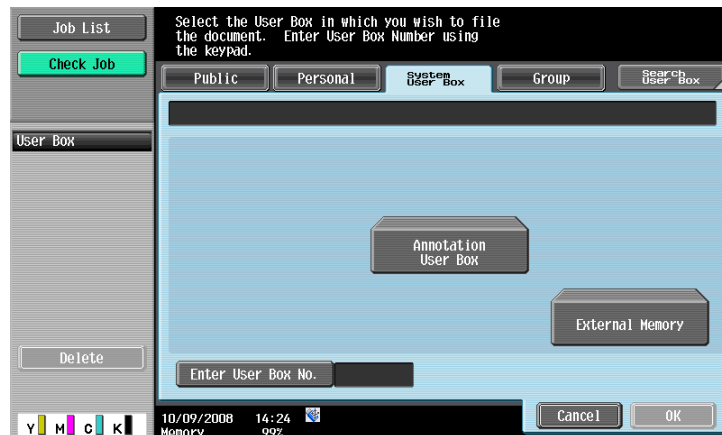 Job List
Check Job
Select the User Box in which you wish to file
the document. Enter User Box Number using
the keypad.
Public
Personal
System
User Box
Group
Search
User Box
User Box
Annotation
User Box
External Memory
Delete
Enter User Box No.
Y M C K
10/09/2008 14:24
Memory 99%
Cancel
OK